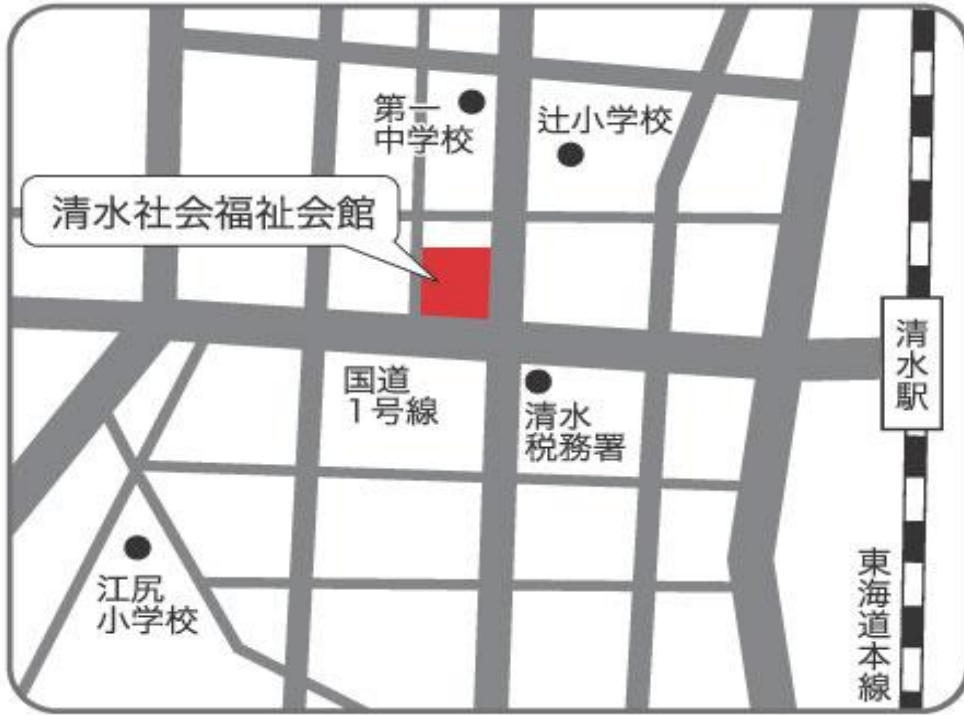 第一
中学校
辻小学校
清水社会福祉会館
清水駅
国道
1号線
清水
税務署
江尻
小学校
東海道本線